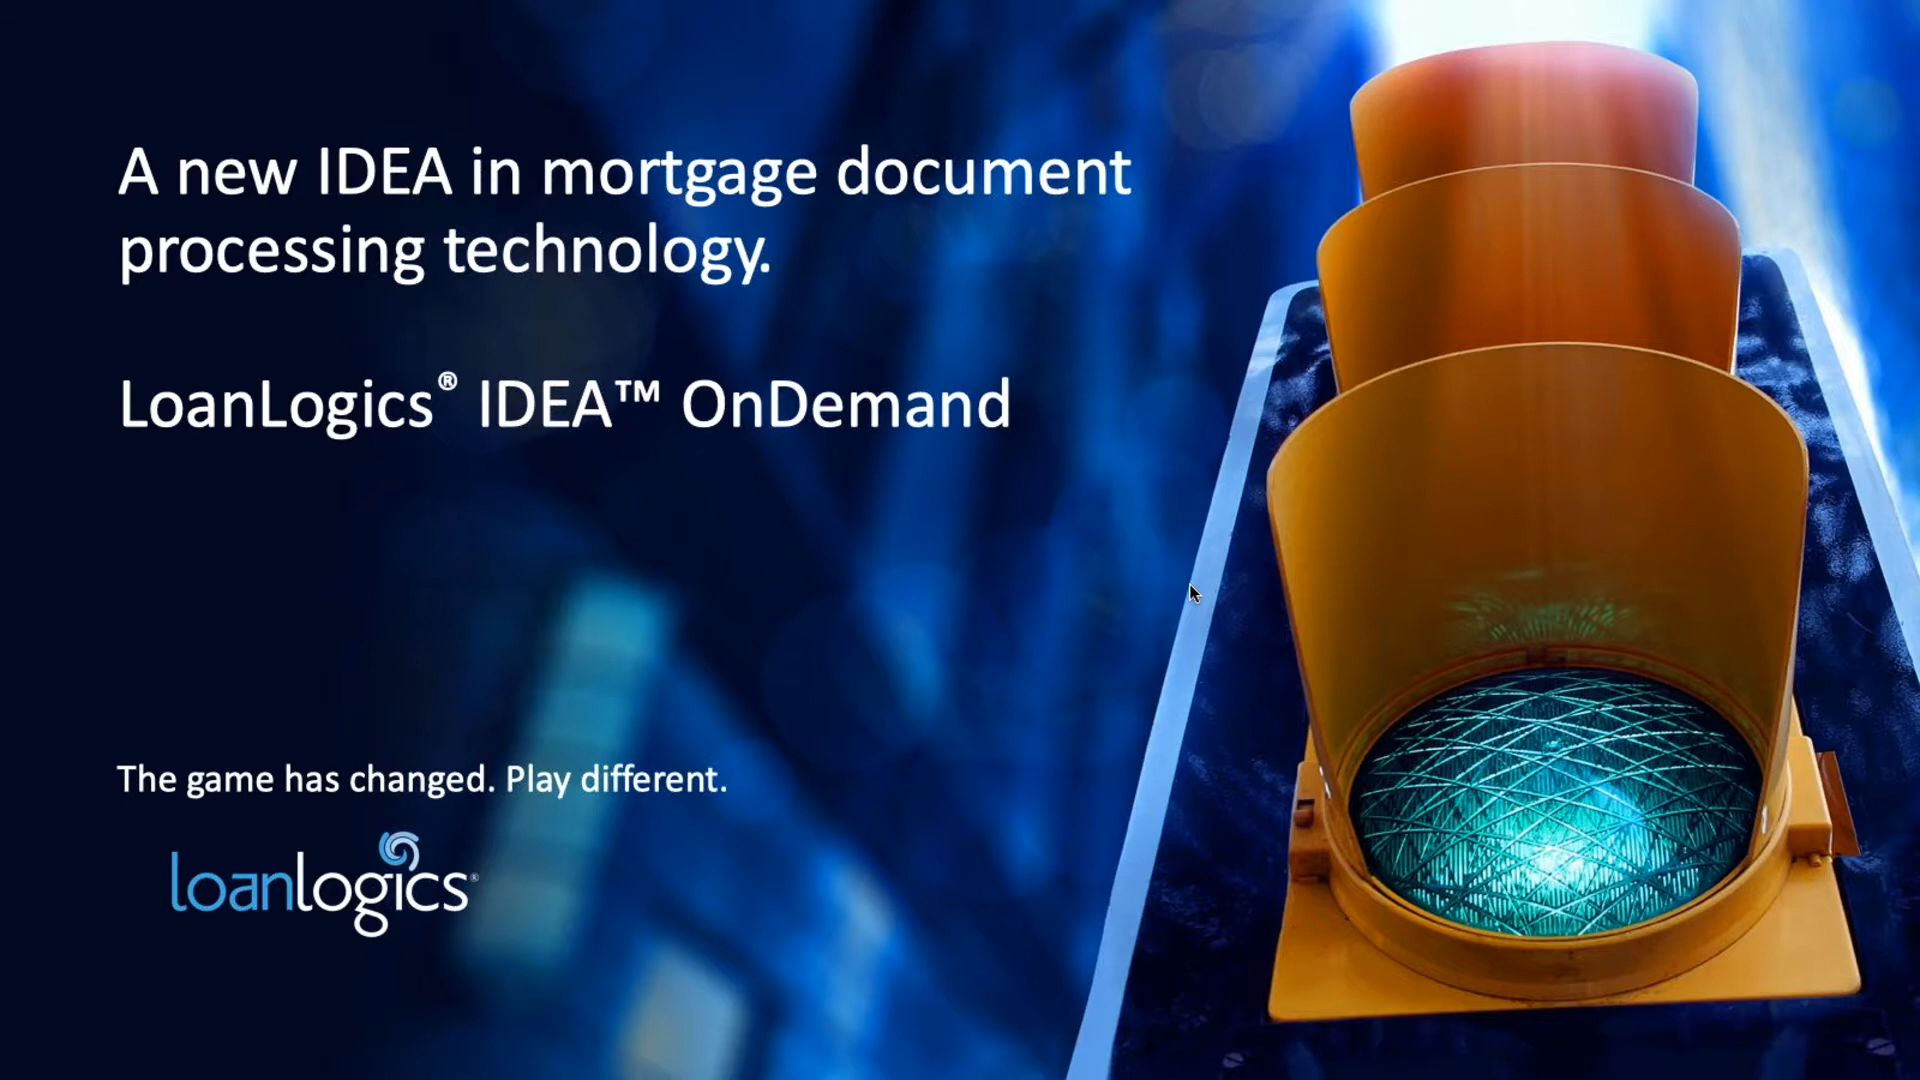 A new IDEA in mortgage document
processing technology.
LoanLogics® IDEA™ OnDemand
The game has changed. Play different.
loanlogics®